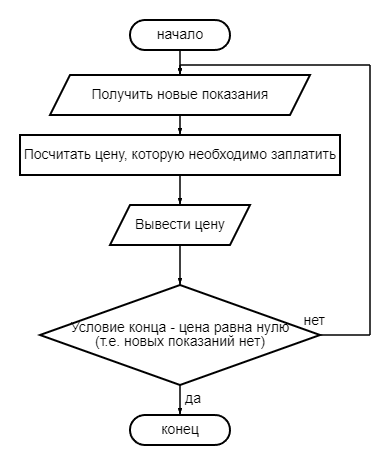 начало
Получить новые показания
Посчитать цену, которую необходимо заплатить
Вывести цену
Условие конца - цена равна нулю
(т.е. новых показаний нет)
нет
да
конец